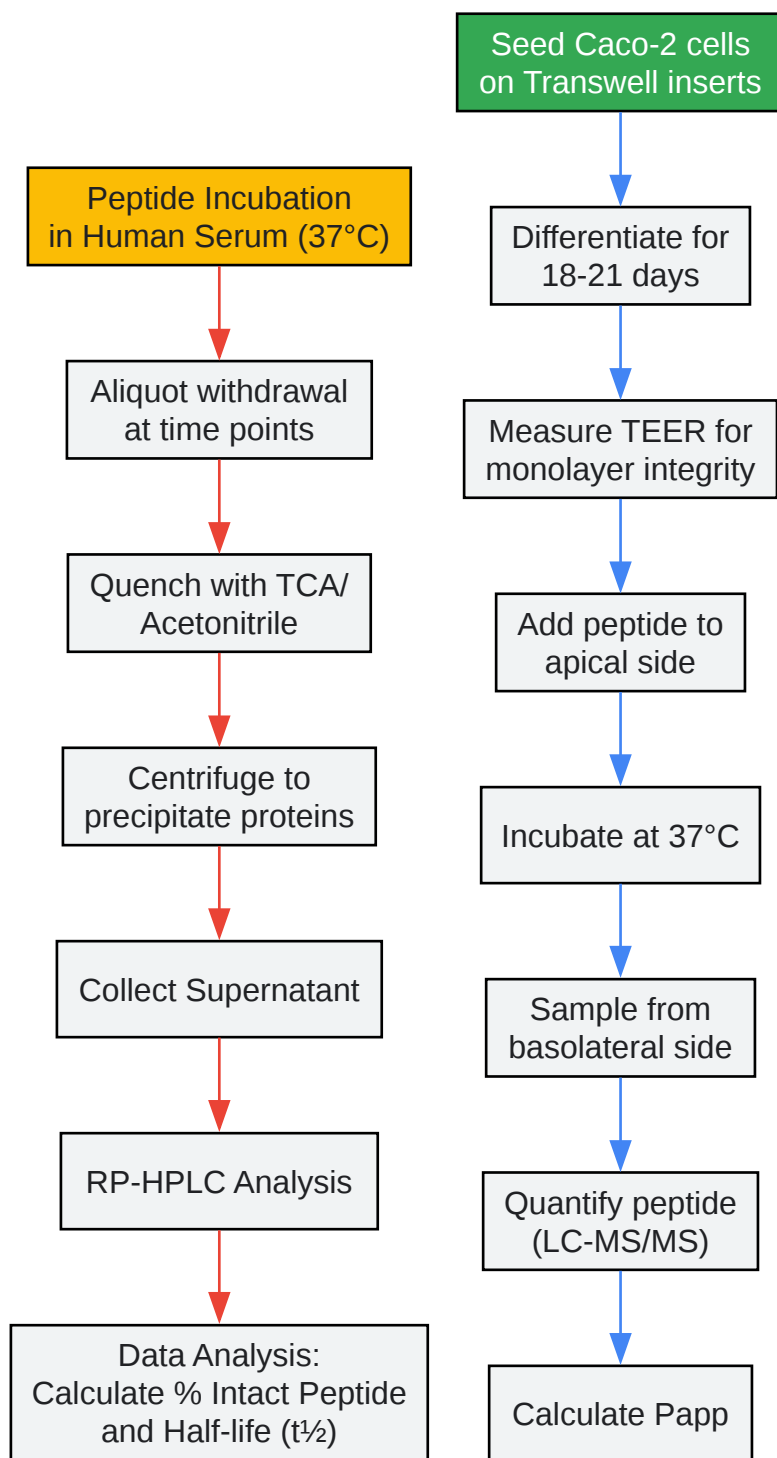 Peptide Incubation
in Human Serum (37°C)
Aliquot withdrawal
at time points
Quench with TCA/
Acetonitrile
Centrifuge to
precipitate proteins
Collect Supernatant
RP-HPLC Analysis
Data Analysis:
Calculate % Intact Peptide
and Half-life (t½)
Seed Caco-2 cells
on Transwell inserts
Differentiate for
18-21 days
Measure TEER for
monolayer integrity
Add peptide to
apical side
Incubate at 37°C
Sample from
basolateral side
Quantify peptide
(LC-MS/MS)
Calculate Papp